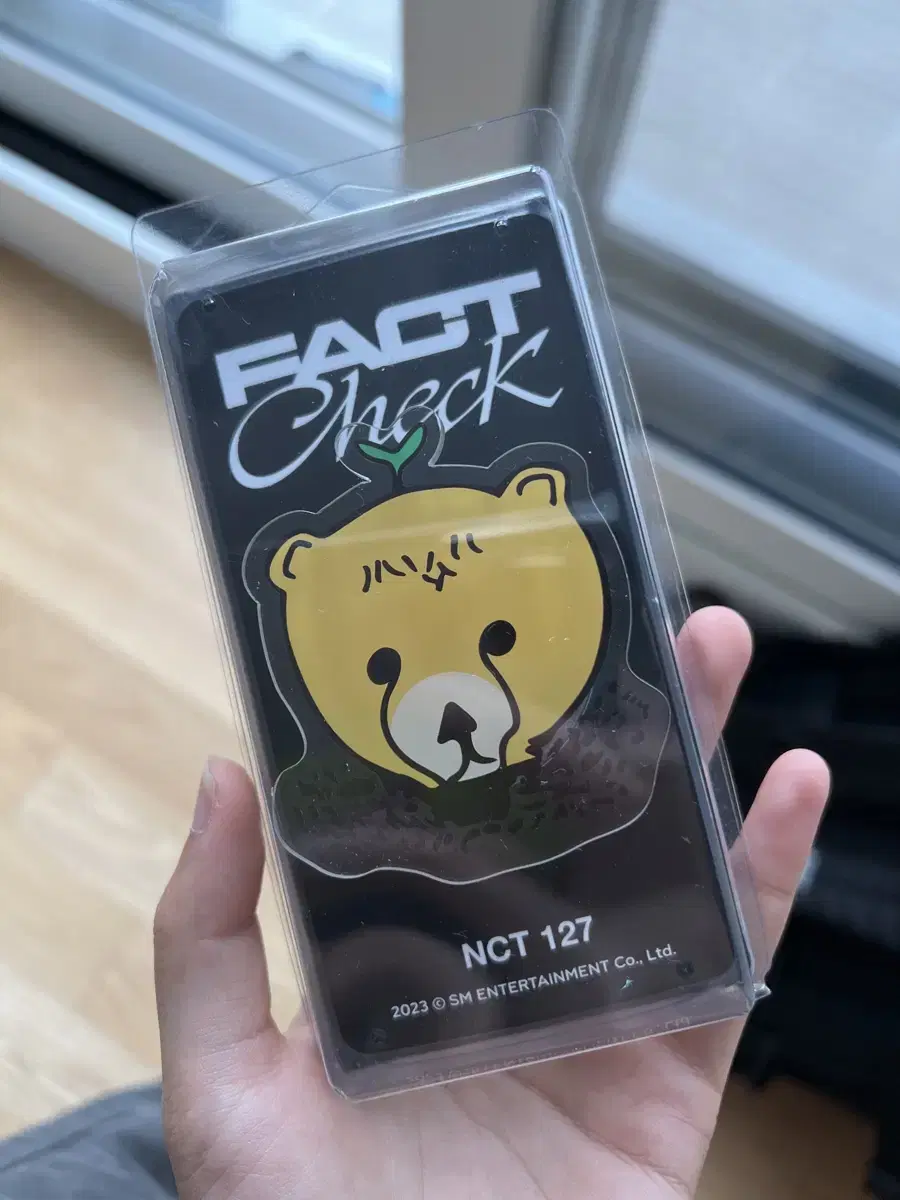 FACT
Check
NCT 127
2023 © SM ENTERTAINMENT Co., Ltd.